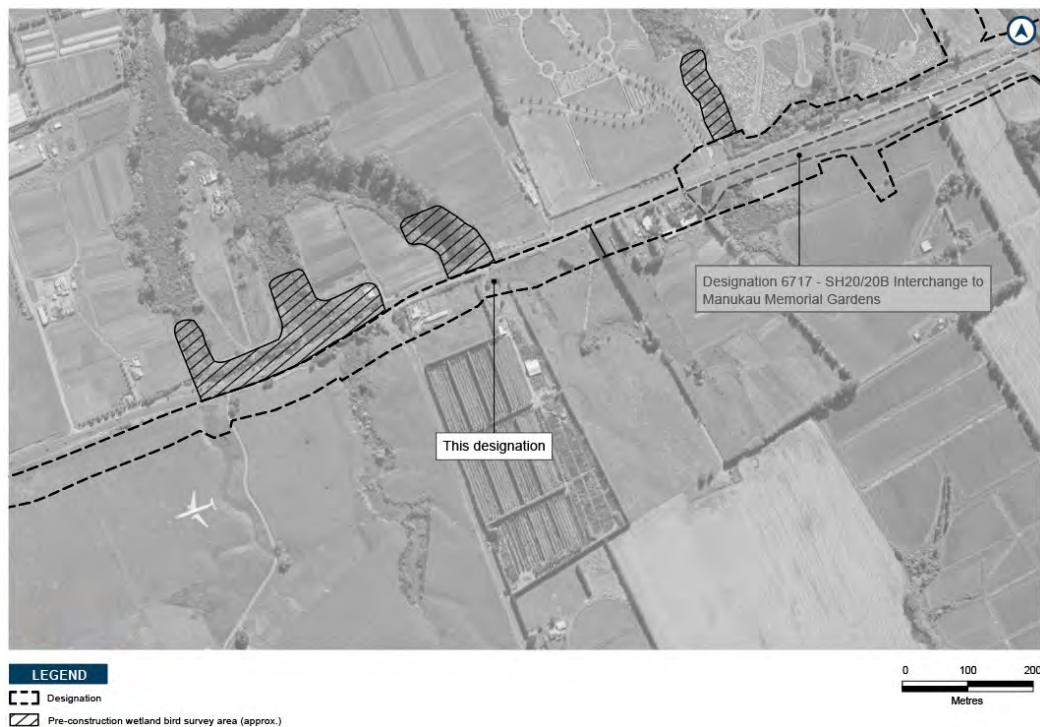 Designation 6717 - SH20/20B Interchange to
Manukau Memorial Gardens
This designation
LEGEND
Designation
Pre-construction wetland bird survey area (approx.)
0 100 200
Metres